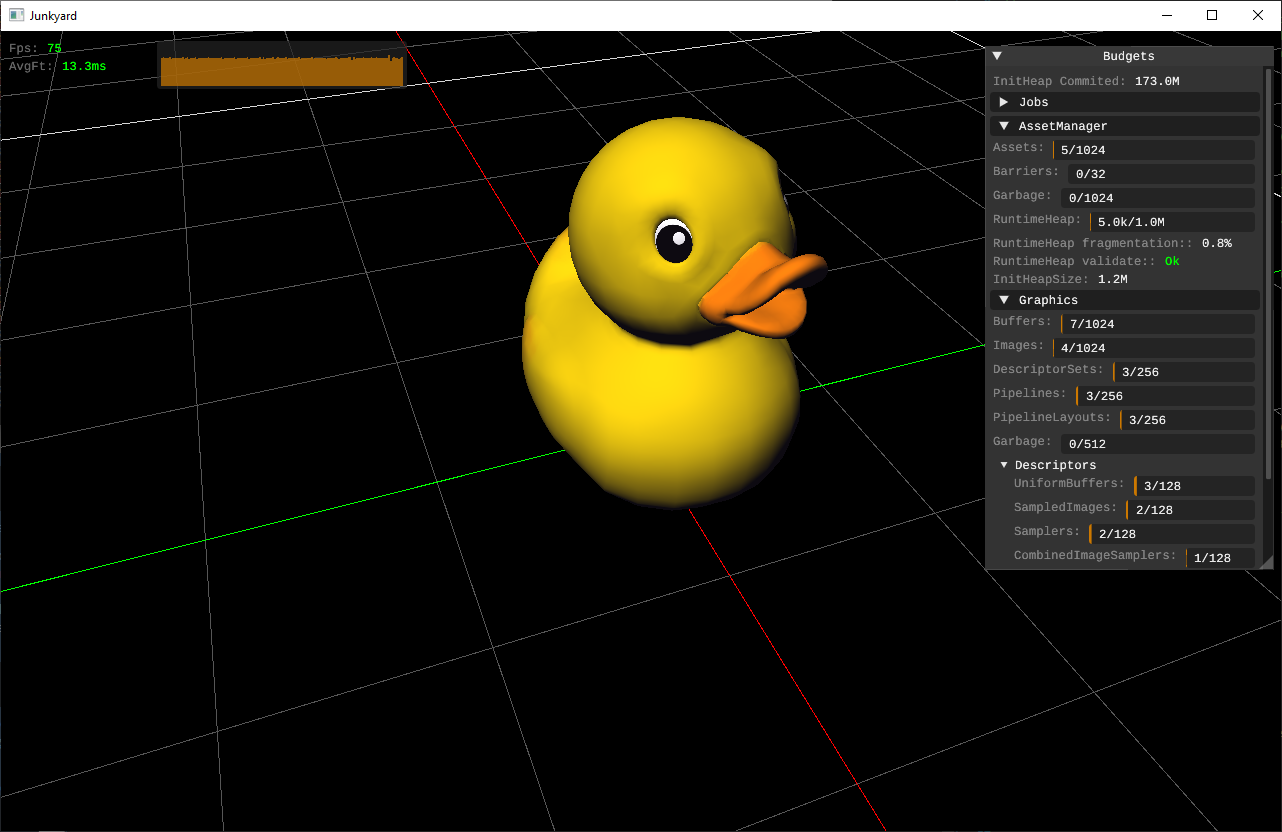 Junkyard
Fps: 75
AvgFt: 13.3ms
Budgets
InitHeap Commited: 173.0M
Jobs
AssetManager
Assets: 5/1024
Barriers: 0/32
Garbage: 0/1024
RuntimeHeap: 5.0k/1.0M
RuntimeHeap fragmentation:: 0.8%
RuntimeHeap validate:: Ok
InitHeapSize: 1.2M
Graphics
Buffers: 7/1024
Images: 4/1024
DescriptorSets: 3/256
Pipelines: 3/256
PipelineLayouts: 3/256
Garbage: 0/512
Descriptors
UniformBuffers: 3/128
SampledImages: 2/128
Samplers: 2/128
CombinedImageSamplers: 1/128